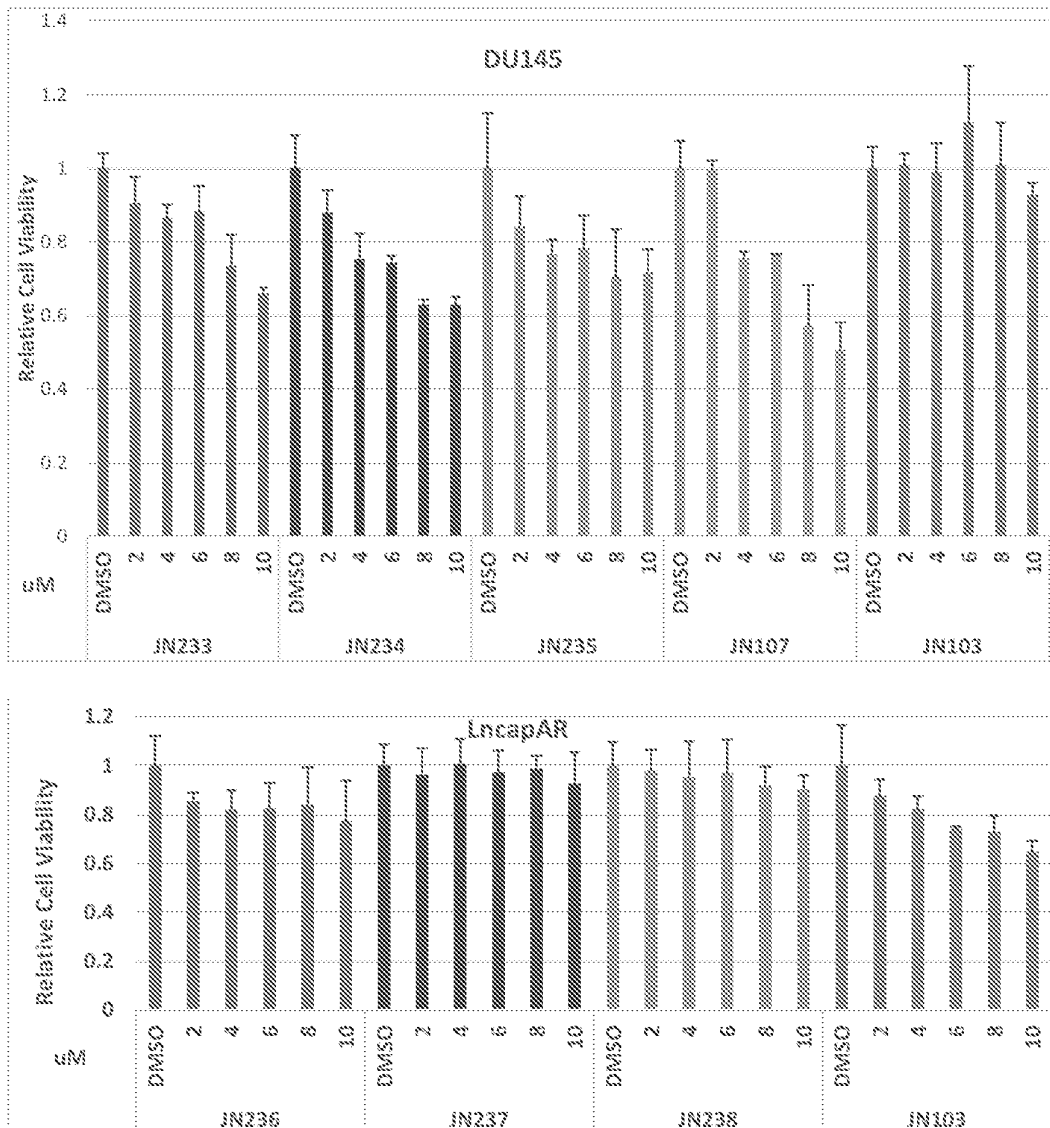 1.4
DU145
1.2
1
0.8
0.6
0.4
0.2
0
Relative Cell Viability
uM
DMSO 2 4 6 8 10 DMSO 2 4 6 8 10 DMSO 2 4 6 8 10 DMSO 2 4 6 8 10 DMSO 2 4 6 8 10
JN233 JN234 JN235 JN107 JN103
1.2
LncapAR
1
0.8
0.6
0.4
0.2
0
Relative Cell Viability
uM
DMSO 2 4 6 8 10 DMSO 2 4 6 8 10 DMSO 2 4 6 8 10 DMSO 2 4 6 8 10
JN236 JN237 JN238 JN103